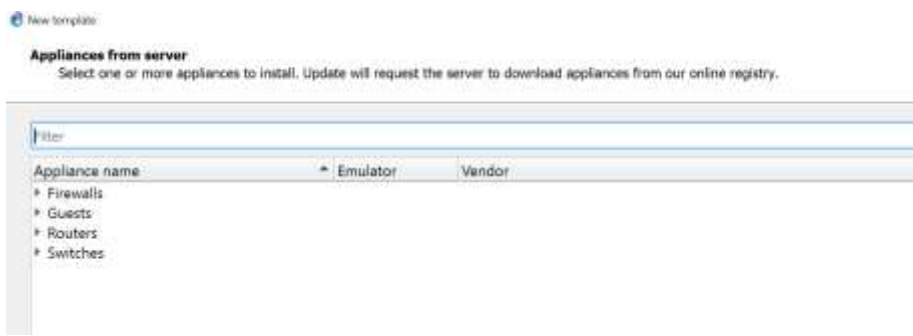 New template
Appliances from server
Select one or more appliances to install. Update will request the server to download appliances from our online registry.
Filter
Appliance name Emulator Vendor
Firewalls
Guests
Routers
Switches